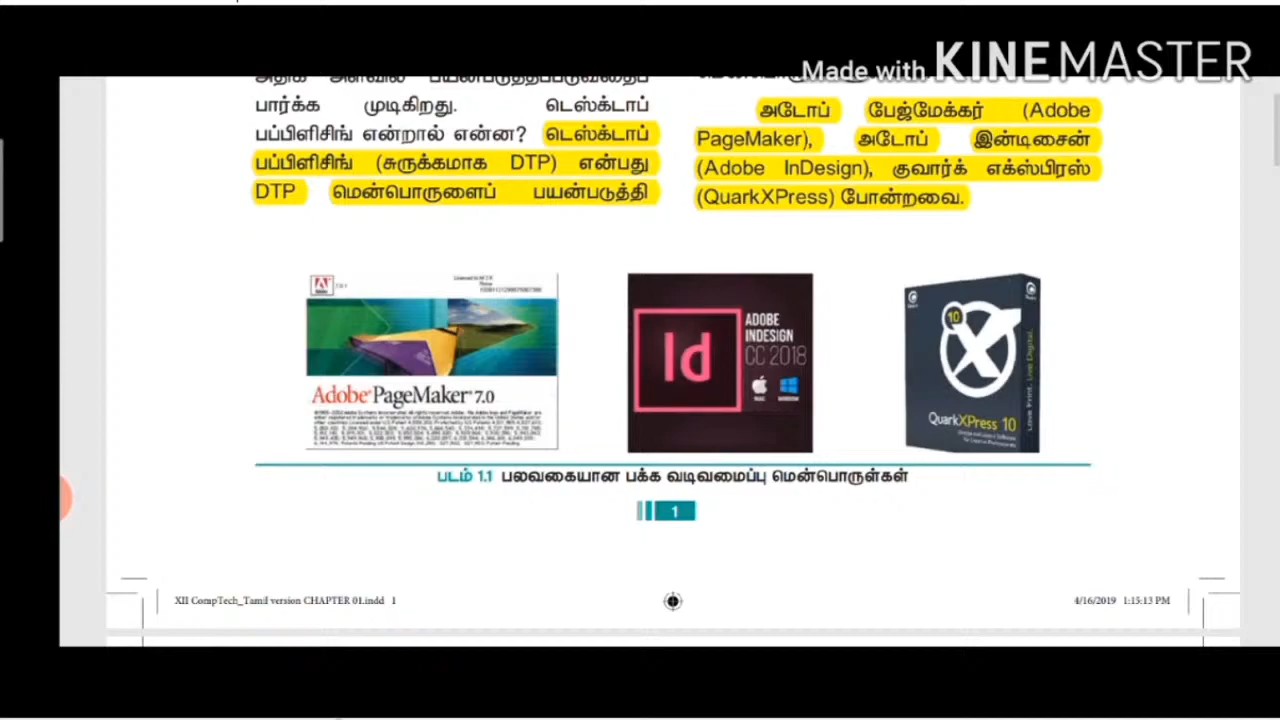 Made with KINEMASTER
பார்க்க முடிகிறது. டெஸ்க்டாப்
பப்பிளிசிங் என்றால் என்ன? டெஸ்க்டாப்
பப்பிளிசிங் (சுருக்கமாக DTP) என்பது
DTP மென்பொருளைப் பயன்படுத்தி
அடோப் பேஜ்மேக்கர் (Adobe
PageMaker), அடோப் இன்டிசைன்
(Adobe InDesign), குவார்க் எக்ஸ்பிரஸ்
(QuarkXPress) போன்றவை.
Adobe PageMaker 7.0
Id
ADOBE
INDESIGN
CC 2018
10
QuarkXPress 10
படம் 1.1 பலவகையான பக்க வடிவமைப்பு மென்பொருள்கள்
1
XII CompTech_Tamil version CHAPTER 01.indd 1
4/16/2019 1:15:13 PM